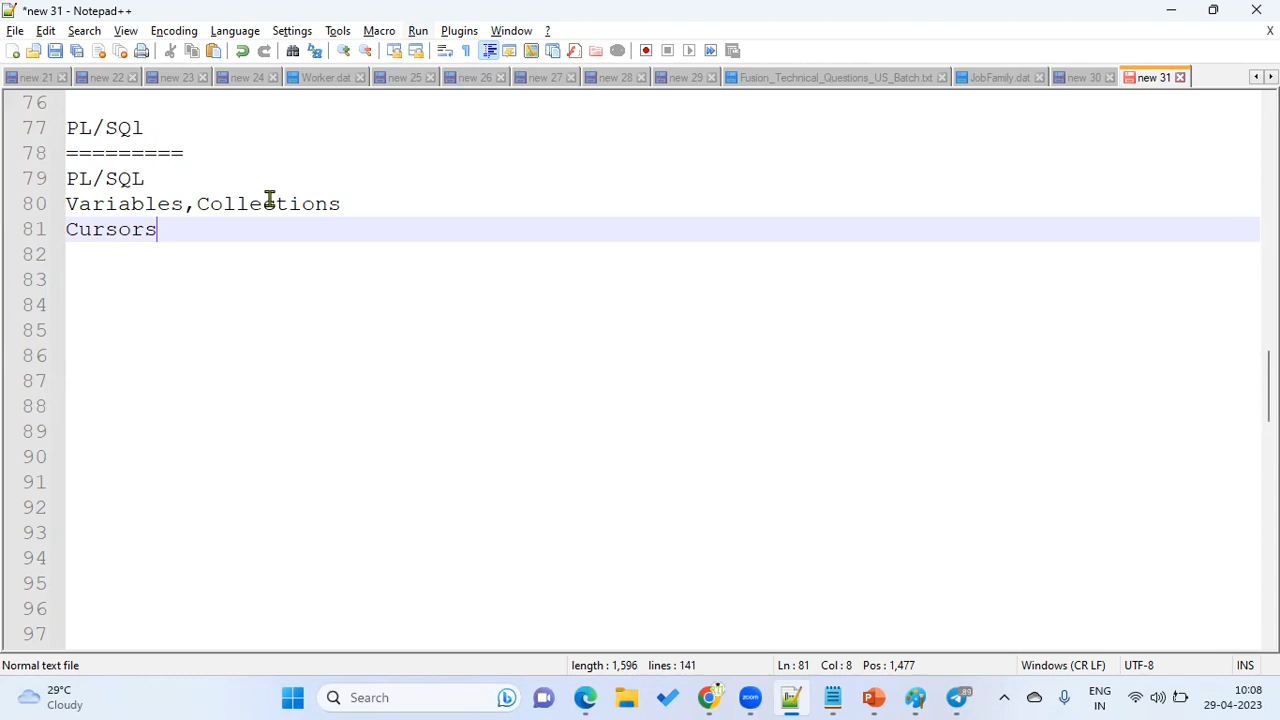 *new 31 - Notepad++
File Edit Search View Encoding Language Settings Tools Macro Run Plugins Window ?
X
new 21 new 22 new 23 new 24 Worker.dat new 25 new 26 new 27 new 28 new 29 Fusion_Technical_Questions_US_Batch.txt JobFamily.dat new 30 new 31
76
77 PL/SQl
78 =========
79 PL/SQL
80 Variables,Collections
81 Cursors
82
83
84
85
86
87
88
89
90
91
92
93
94
95
96
97
Normal text file length : 1,596 lines : 141 Ln : 81 Col : 8 Pos : 1,477 Windows (CR LF) UTF-8 INS
29°C
Cloudy
Search
zoom
89
ENG
IN
10:08
29-04-2023